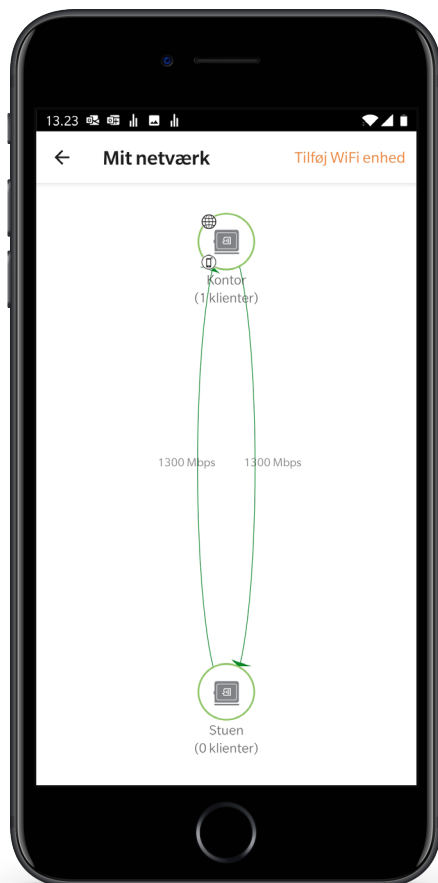 13.23
Mit netværk
Tilføj WiFi enhed
Kontor
(1 klienter)
1300 Mbps
1300 Mbps
Stuen
(0 klienter)